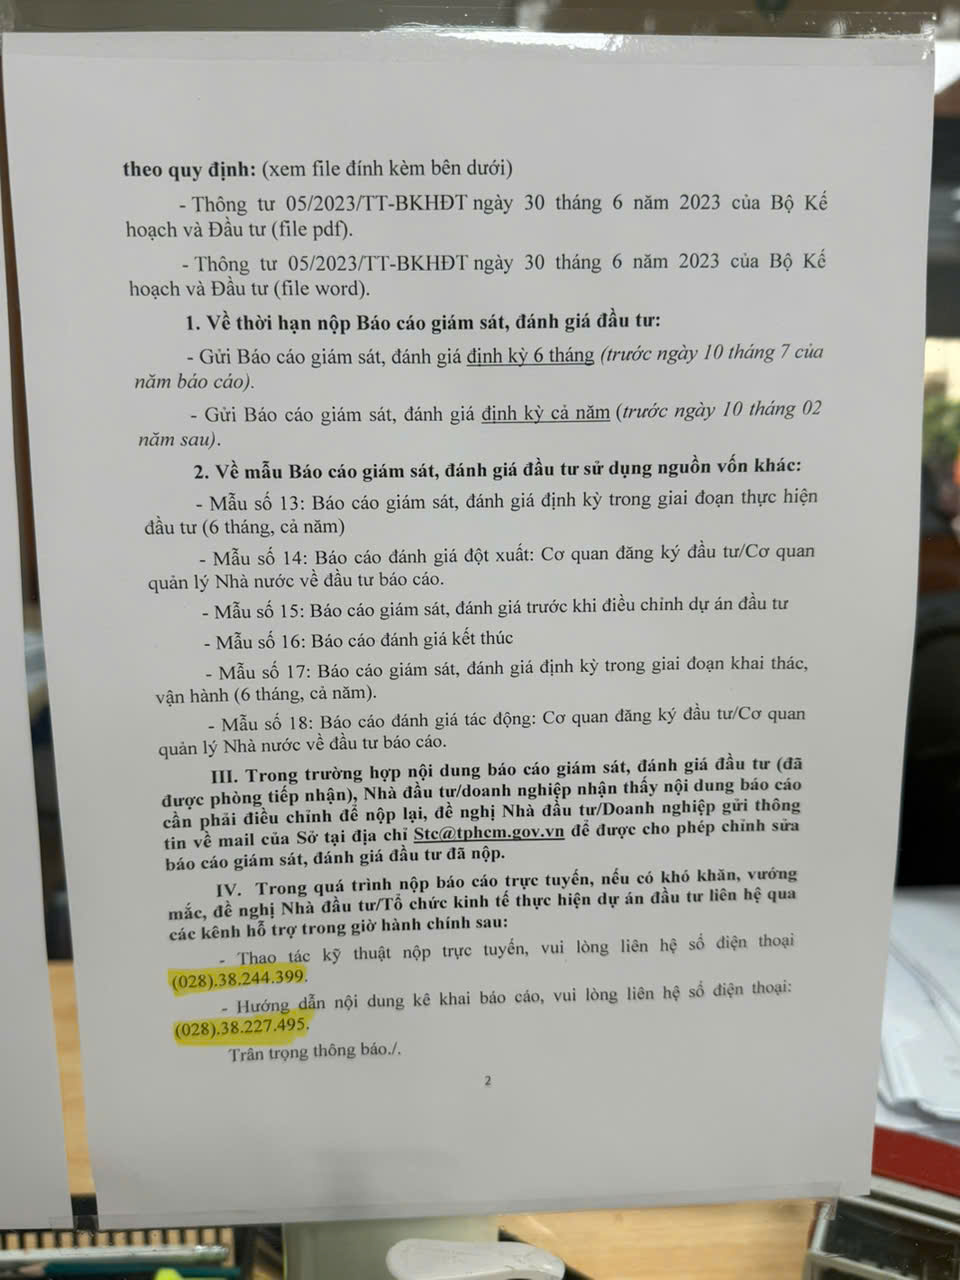 theo quy định: (xem file đính kèm bên dưới)
- Thông tư 05/2023/TT-BKHĐT ngày 30 tháng 6 năm 2023 của Bộ Kế
hoạch và Đầu tư (file pdf).
- Thông tư 05/2023/TT-BKHĐT ngày 30 tháng 6 năm 2023 của Bộ Kế
hoạch và Đầu tư (file word).
1. Về thời hạn nộp Báo cáo giám sát, đánh giá đầu tư:
- Gửi Báo cáo giám sát, đánh giá định kỳ 6 tháng (trước ngày 10 tháng 7 của
năm báo cáo).
- Gửi Báo cáo giám sát, đánh giá định kỳ cả năm (trước ngày 10 tháng 02
năm sau).
2. Về mẫu Báo cáo giám sát, đánh giá đầu tư sử dụng nguồn vốn khác:
- Mẫu số 13: Báo cáo giám sát, đánh giá định kỳ trong giai đoạn thực hiện
đầu tư (6 tháng, cả năm)
- Mẫu số 14: Báo cáo đánh giá đột xuất: Cơ quan đăng ký đầu tư/Cơ quan
quản lý Nhà nước về đầu tư báo cáo.
- Mẫu số 15: Báo cáo giám sát, đánh giá trước khi điều chỉnh dự án đầu tư
- Mẫu số 16: Báo cáo đánh giá kết thúc
- Mẫu số 17: Báo cáo giám sát, đánh giá định kỳ trong giai đoạn khai thác,
vận hành (6 tháng, cả năm).
- Mẫu số 18: Báo cáo đánh giá tác động: Cơ quan đăng ký đầu tư/Cơ quan
quản lý Nhà nước về đầu tư báo cáo.
III. Trong trường hợp nội dung báo cáo giám sát, đánh giá đầu tư (đã
được phòng tiếp nhận), Nhà đầu tư/doanh nghiệp nhận thấy nội dung báo cáo
cần phải điều chỉnh để nộp lại, đề nghị Nhà đầu tư/Doanh nghiệp gửi thông
tin về mail của Sở tại địa chỉ Stc@tphcm.gov.vn để được cho phép chỉnh sửa
báo cáo giám sát, đánh giá đầu tư đã nộp.
IV. Trong quá trình nộp báo cáo trực tuyến, nếu có khó khăn, vướng
mắc, đề nghị Nhà đầu tư/Tổ chức kinh tế thực hiện dự án đầu tư liên hệ qua
các kênh hỗ trợ trong giờ hành chính sau:
- Thao tác kỹ thuật nộp trực tuyến, vui lòng liên hệ số điện thoại
(028).38.244.399.
- Hướng dẫn nội dung kê khai báo cáo, vui lòng liên hệ số điện thoại:
(028).38.227.495.
Trân trọng thông báo./.
2